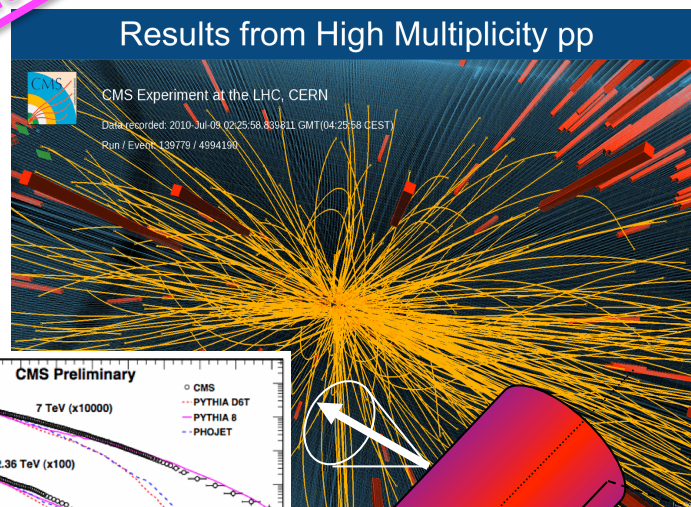 Results from High Multiplicity pp
CMS
CMS Experiment at the LHC, CERN
Data recorded: 2010-Jul-09 02:25:58.839811 GMT(04:25:58 CEST)
Run / Event: 139779 / 4994190
CMS Preliminary
CMS
7 TeV (x10000)
PYTHIA D6T
PYTHIA 8
PHOJET
2.36 TeV (x100)